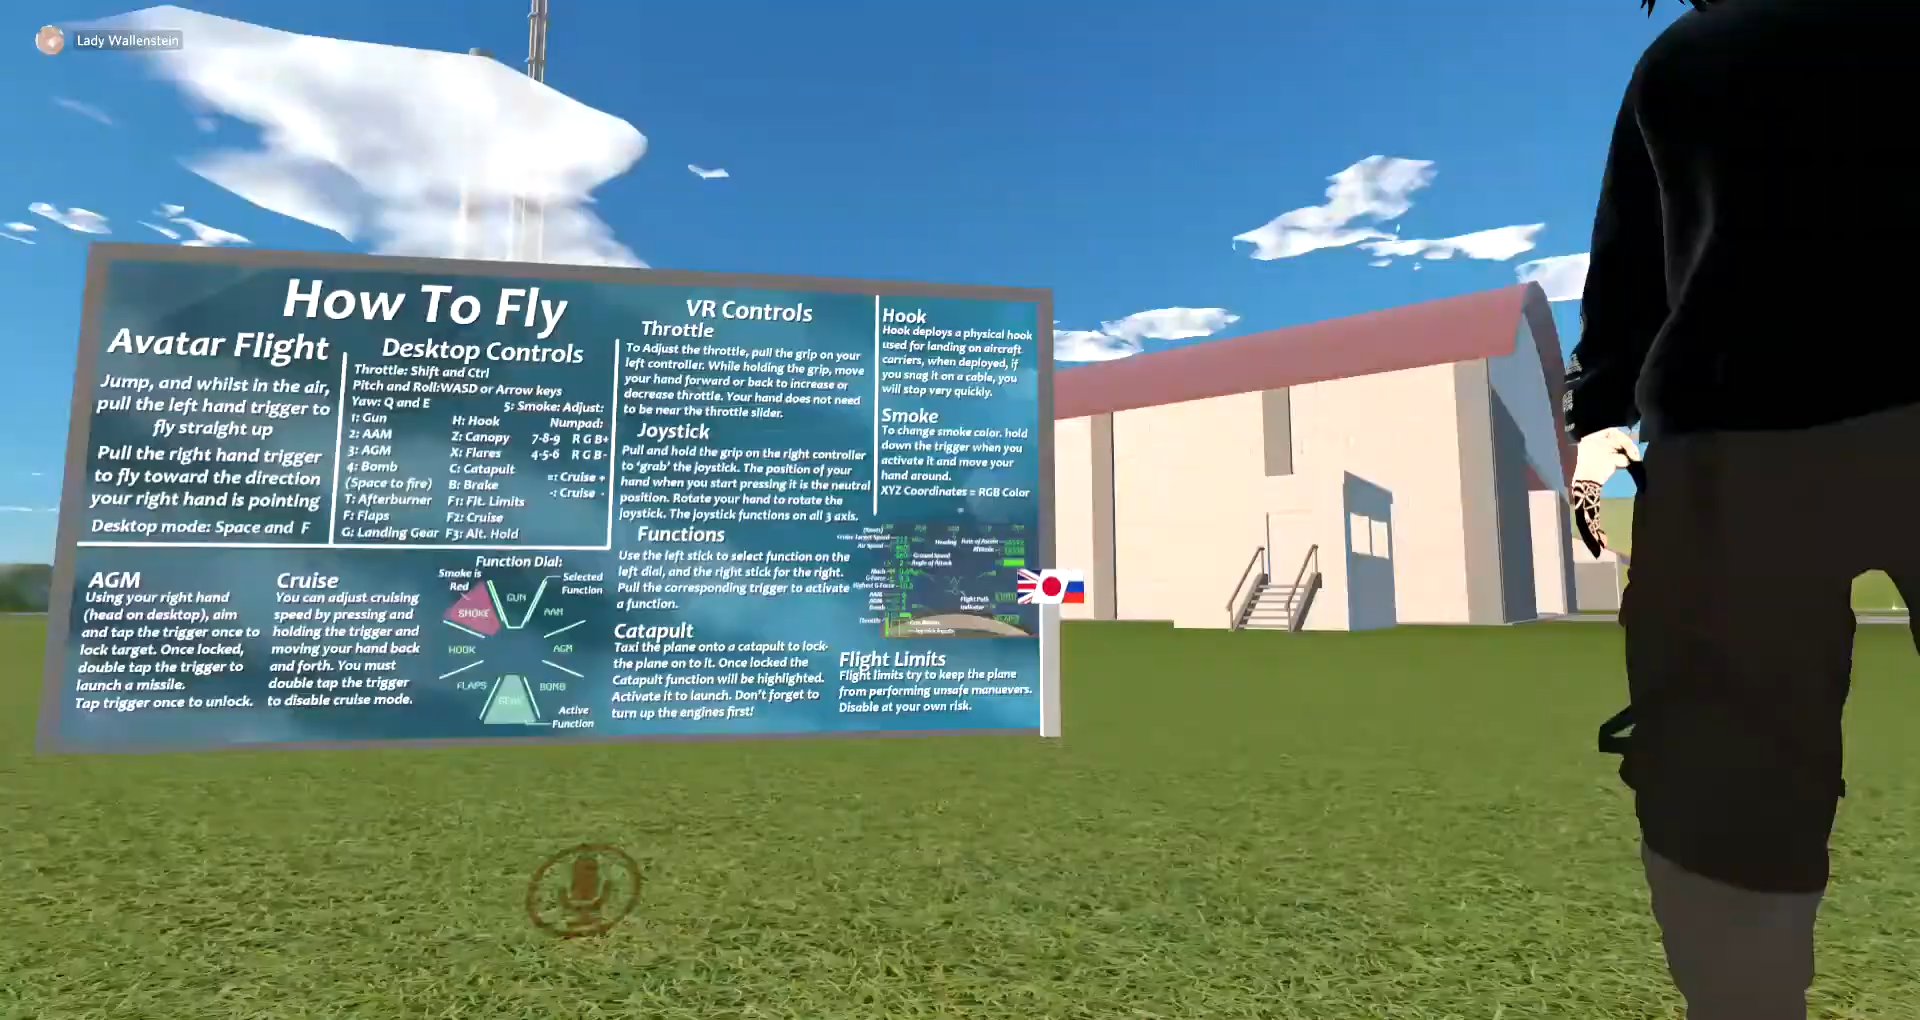 Lady Wallenstein
How To Fly
Avatar Flight
Jump, and whilst in the air,
pull the left hand trigger to
fly straight up
Pull the right hand trigger
to fly toward the direction
your right hand is pointing
Desktop mode: Space and F
Desktop Controls
Throttle: Shift and Ctrl
Pitch and Roll:WASD or Arrow keys
Yaw: Q and E
1: Gun
2: AAM
3: AGM
4: Bomb
(Space to fire)
T: Afterburner
F: Flaps
G: Landing Gear
H: Hook
Z: Canopy
X: Flares
C: Catapult
B: Brake
F1: Flt. Limits
F2: Cruise
F3: Alt. Hold
5: Smoke: Adjust:
Numpad:
7-8-9 R G B+
4-5-6 R G B-
=: Cruise +
-: Cruise -
VR Controls
Throttle
To Adjust the throttle, pull the grip on your
left controller. While holding the grip, move
your hand forward or back to increase or
decrease throttle. Your hand does not need
to be near the throttle slider.
Joystick
Pull and hold the grip on the right controller
to 'grab' the joystick. The position of your
hand when you start pressing it is the neutral
position. Rotate your hand to rotate the
joystick. The joystick functions on all 3 axis.
Functions
Use the left stick to select function on the
left dial, and the right stick for the right.
Pull the corresponding trigger to activate
a function.
Catapult
Taxi the plane onto a catapult to lock
the plane on to it. Once locked the
Catapult function will be highlighted.
Activate it to launch. Don't forget to
turn up the engines first!
Hook
Hook deploys a physical hook
used for landing on aircraft
carriers, when deployed, if
you snag it on a cable, you
will stop very quickly.
Smoke
To change smoke color. hold
down the trigger when you
activate it and move your
hand around.
XYZ Coordinates = RGB Color
Heading
Ground Speed
Angle of Attack
Flight Limits
Flight limits try to keep the plane
from performing unsafe manuevers.
Disable at your own risk.
AGM
Using your right hand
(head on desktop), aim
and tap the trigger once to
lock target. Once locked,
double tap the trigger to
launch a missile.
Tap trigger once to unlock.
Cruise
You can adjust cruising
speed by pressing and
holding the trigger and
moving your hand back
and forth. You must
double tap the trigger
to disable cruise mode.
Function Dial:
Smoke is
Red
Selected
Function
SMOKE
GUN
AAM
HOOK
AGM
FLAPS
BOMB
GEAR
Active
Function